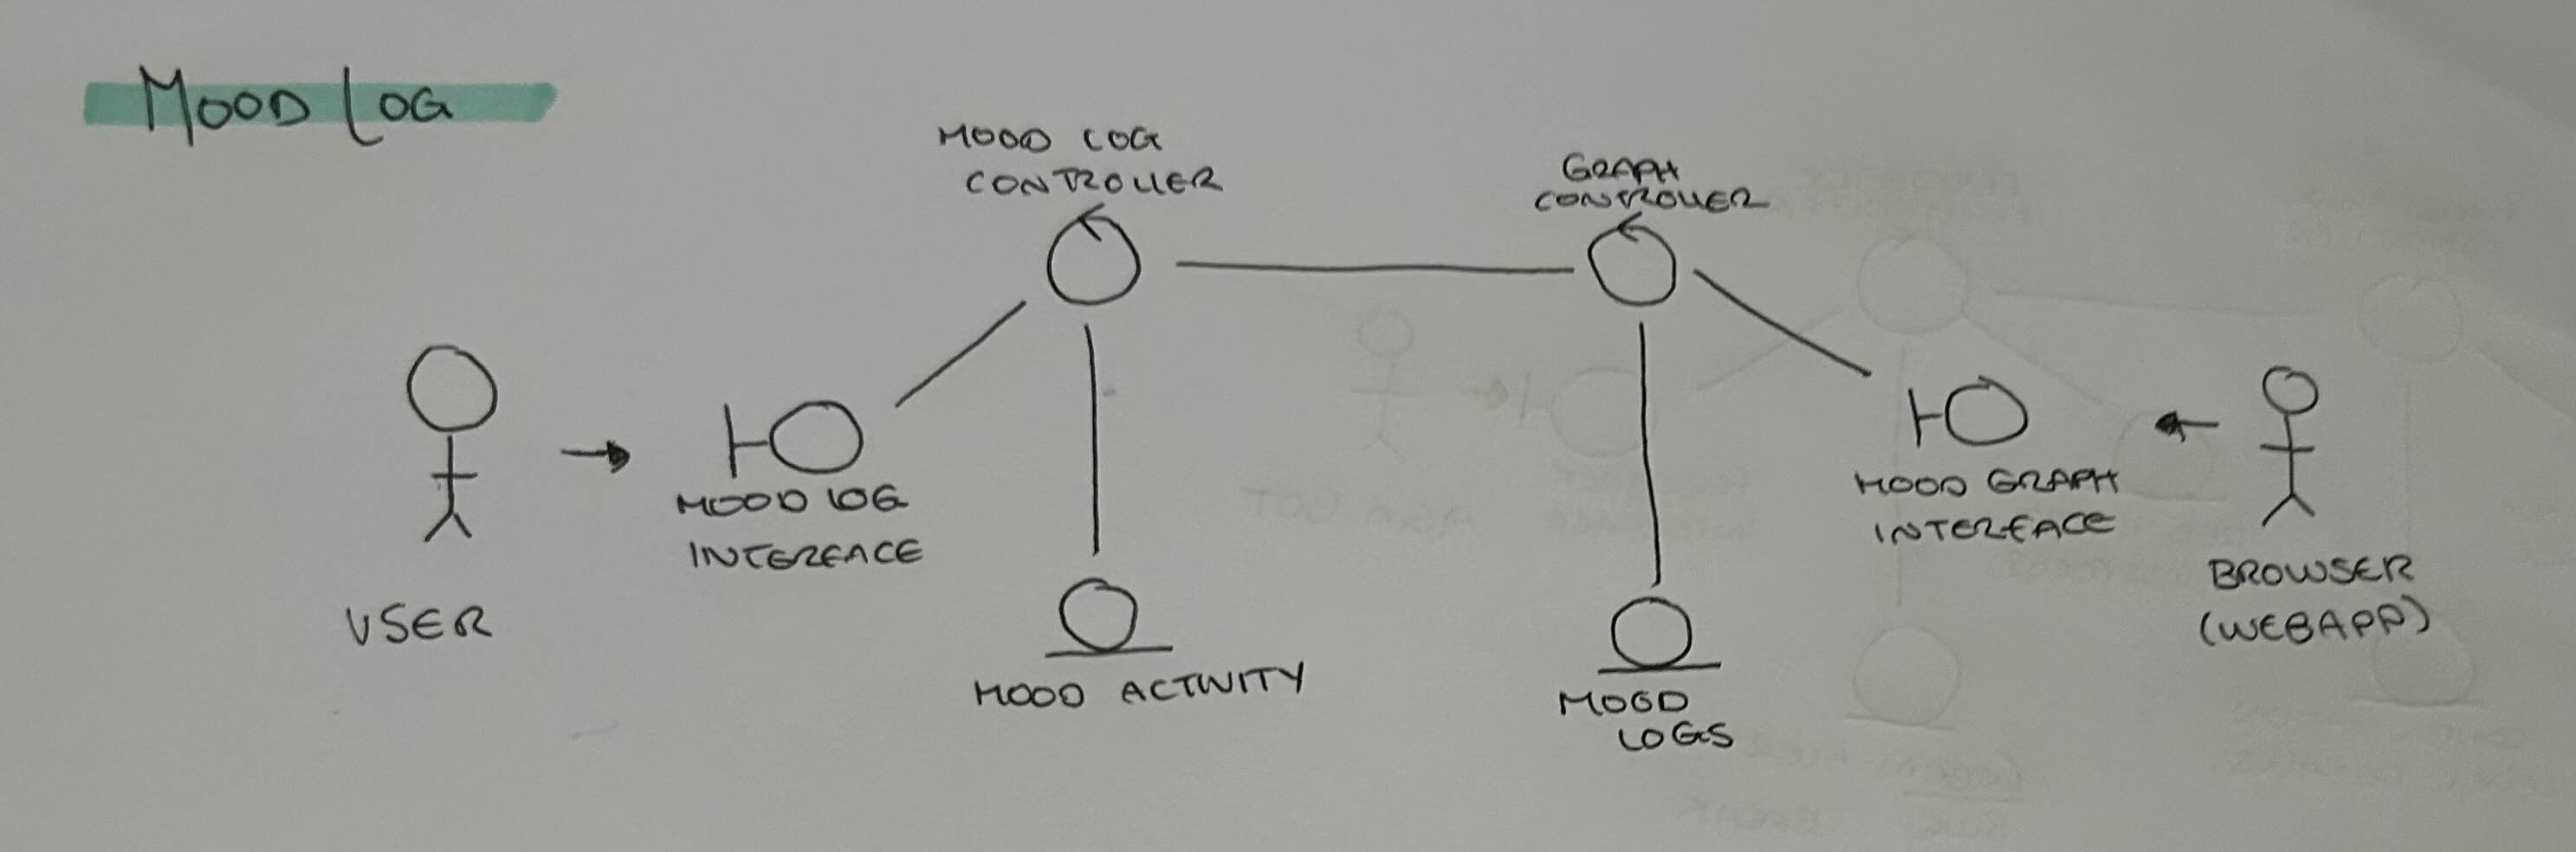 MOOD LOG
MOOD LOG
CONTROLLER
GRAPH
CONTROLLER
MOOD LOG
INTERFACE
MOOD GRAPH
INTERFACE
USER
BROWSER
(WEBAPP)
MOOD ACTIVITY
MOOD
LOGS